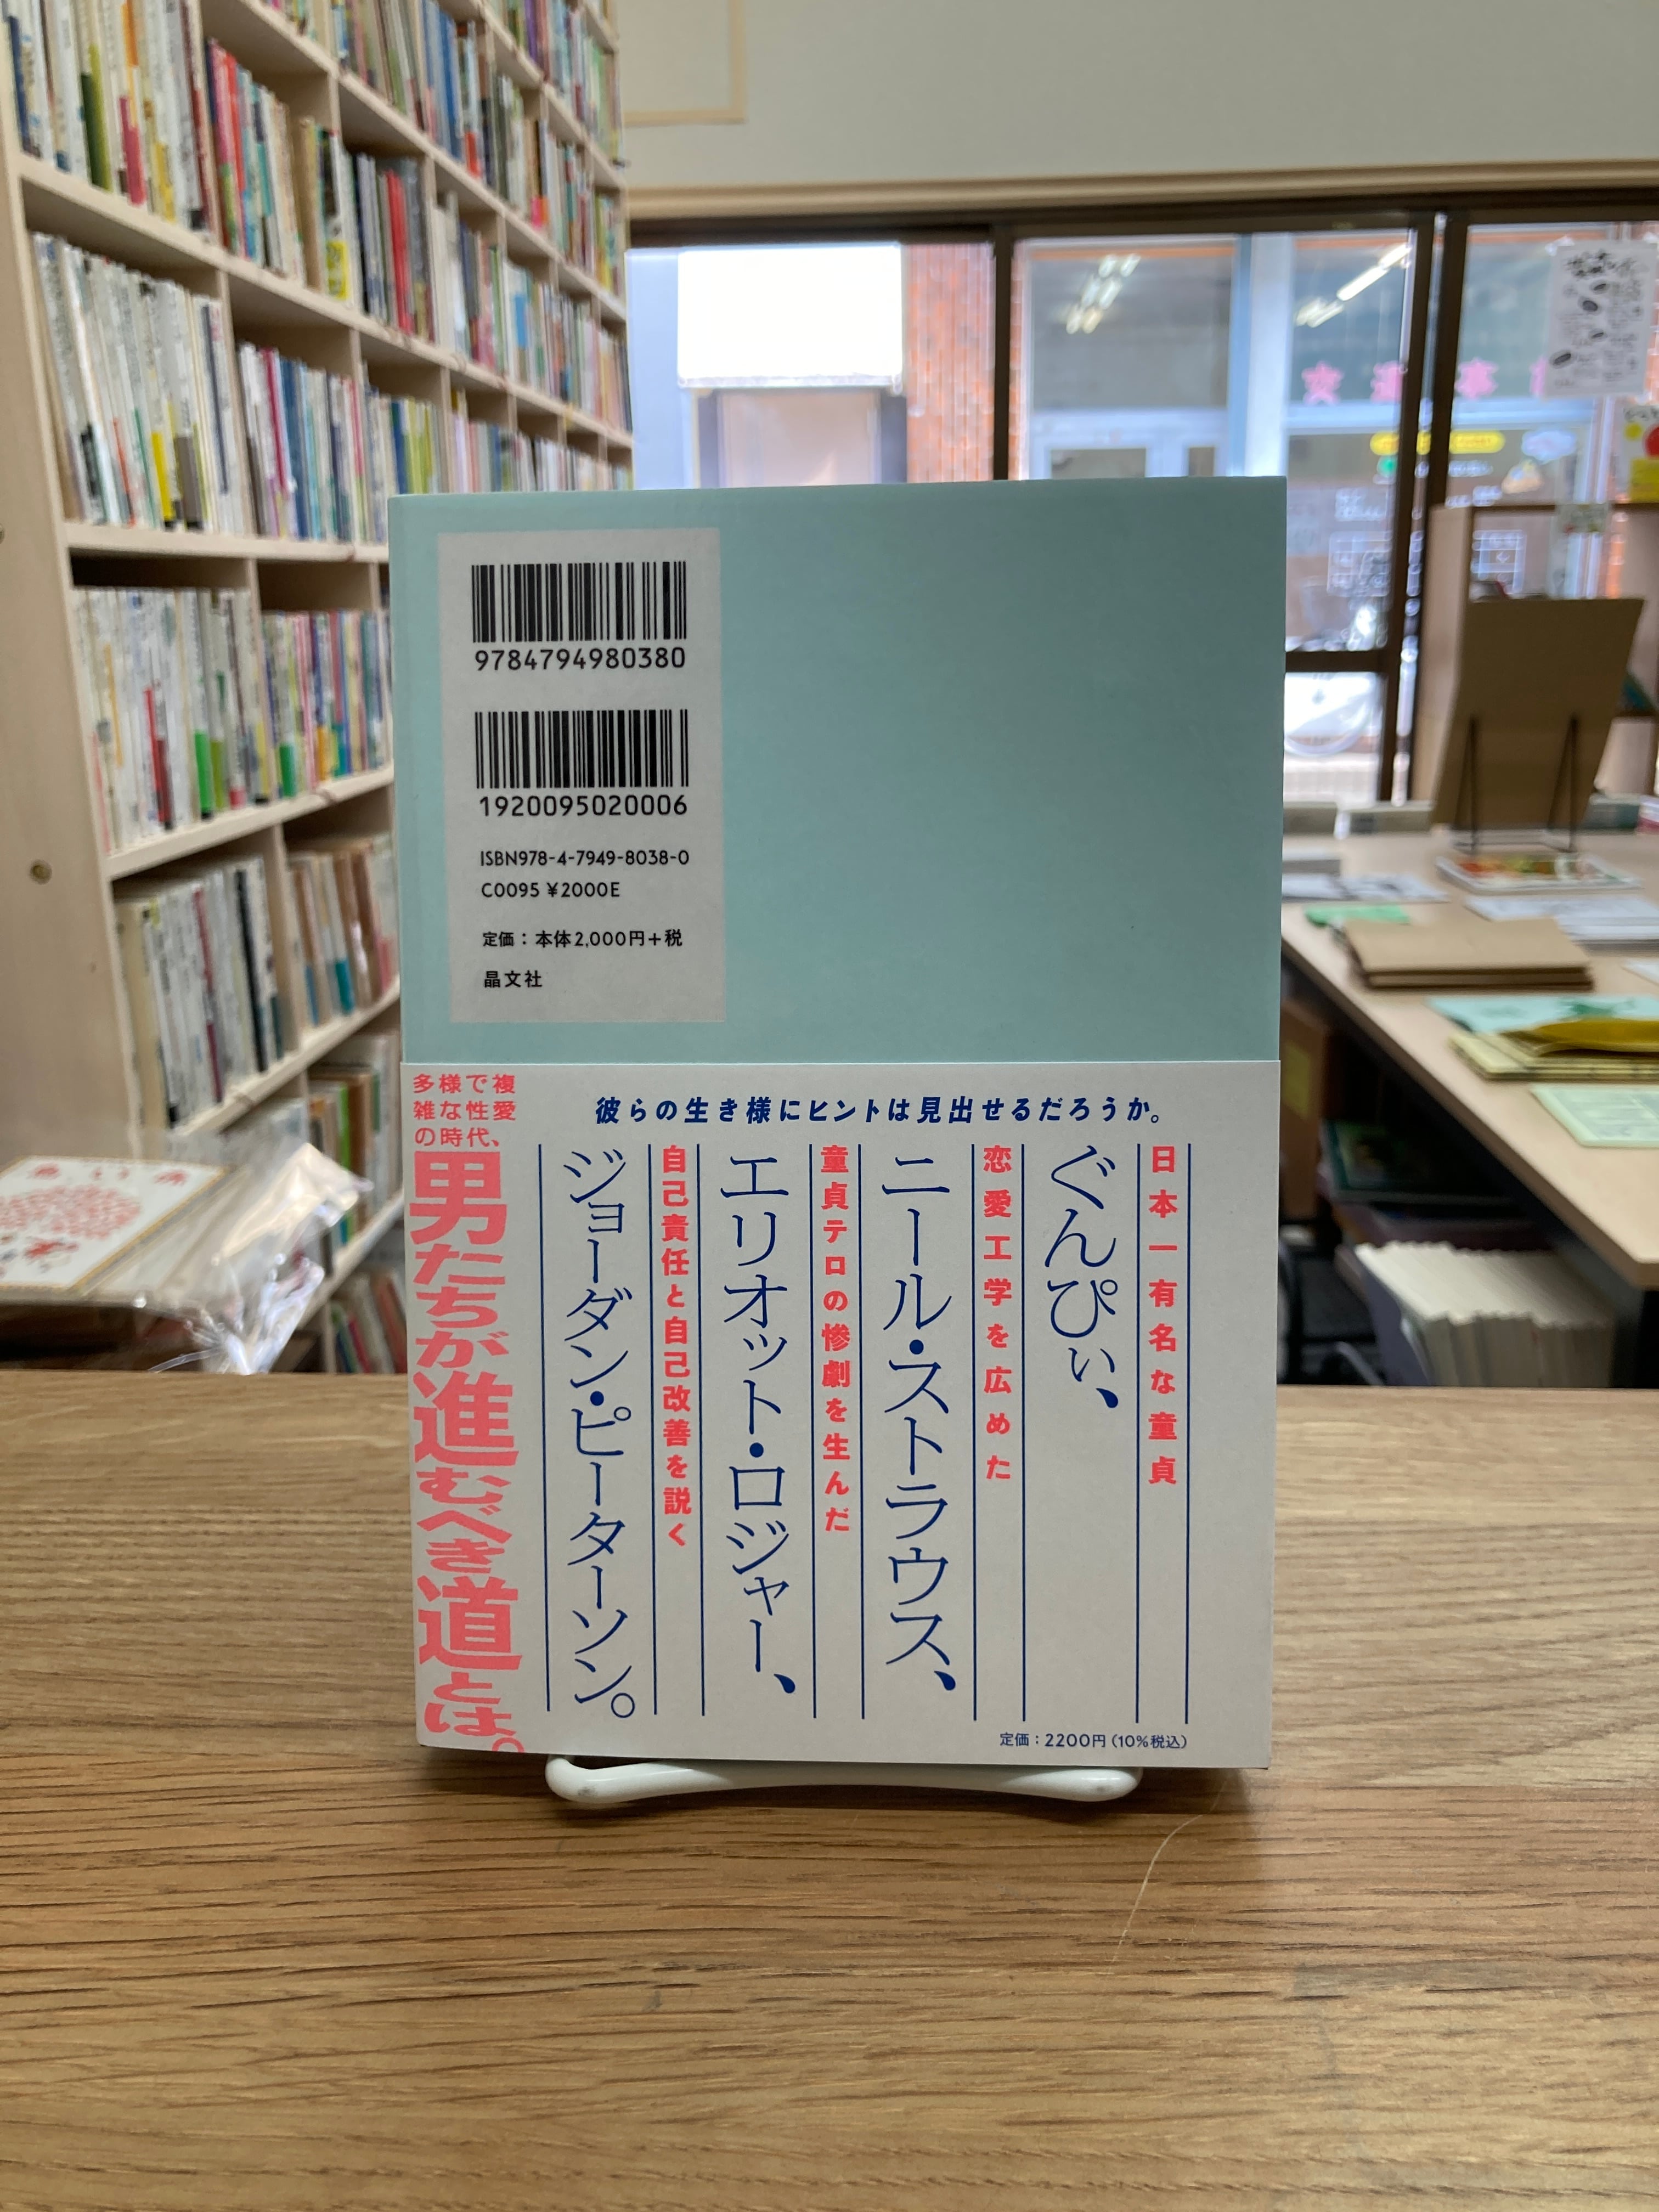 9784794980380
1920095020006
ISBN978-4-7949-8038-0
C0095 ¥2000E
定価：本体2,000円+税
晶文社
彼らの生き様にヒントは見出せるだろうか。
日本一有名な童貞
ぐんぴぃ、
恋愛工学を広めた
ニール・ストラウス、
童貞テロの惨劇を生んだ
エリオット・ロジャー、
自己責任と自己改善を説く
ジョーダン・ピーターソン。
多様で複
雑な性愛
の時代、
男たちが進むべき道とは。
定価：2200円（10%税込）